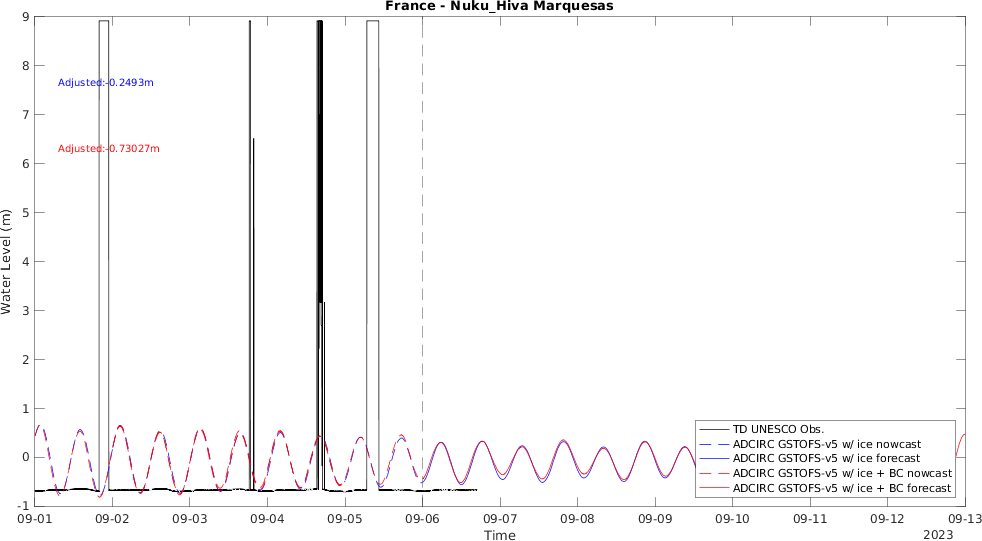 France - Nuku_Hiva Marquesas
9
8
7
6
5
4
3
2
1
0
-1
Water Level (m)
Adjusted:-0.2493m
Adjusted:-0.73027m
TD UNESCO Obs.
ADCIRC GSTOFS-v5 w/ ice nowcast
ADCIRC GSTOFS-v5 w/ ice forecast
ADCIRC GSTOFS-v5 w/ ice + BC nowcast
ADCIRC GSTOFS-v5 w/ ice + BC forecast
09-01 09-02 09-03 09-04 09-05 09-06 09-07 09-08 09-09 09-10 09-11 09-12 09-13
Time
2023